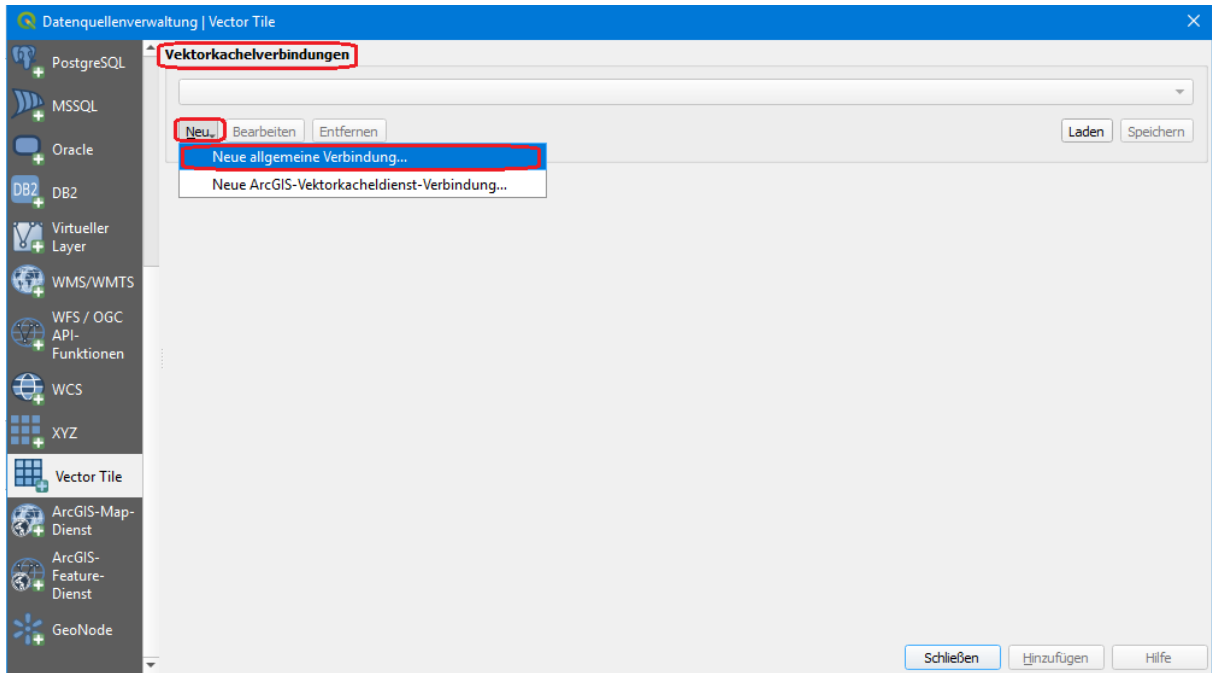 Datenquellenverwaltung | Vector Tile
PostgreSQL
MSSQL
Oracle
DB2
DB2
Virtueller
Layer
WMS/WMTS
WFS / OGC
API-
Funktionen
WCS
XYZ
Vector Tile
ArcGIS-Map-
Dienst
ArcGIS-
Feature-
Dienst
GeoNode
Vektorkachelverbindungen
Neu Bearbeiten Entfernen Laden Speichern
Neue allgemeine Verbindung...
Neue ArcGIS-Vektorkacheldienst-Verbindung...
Schließen Hinzufügen Hilfe